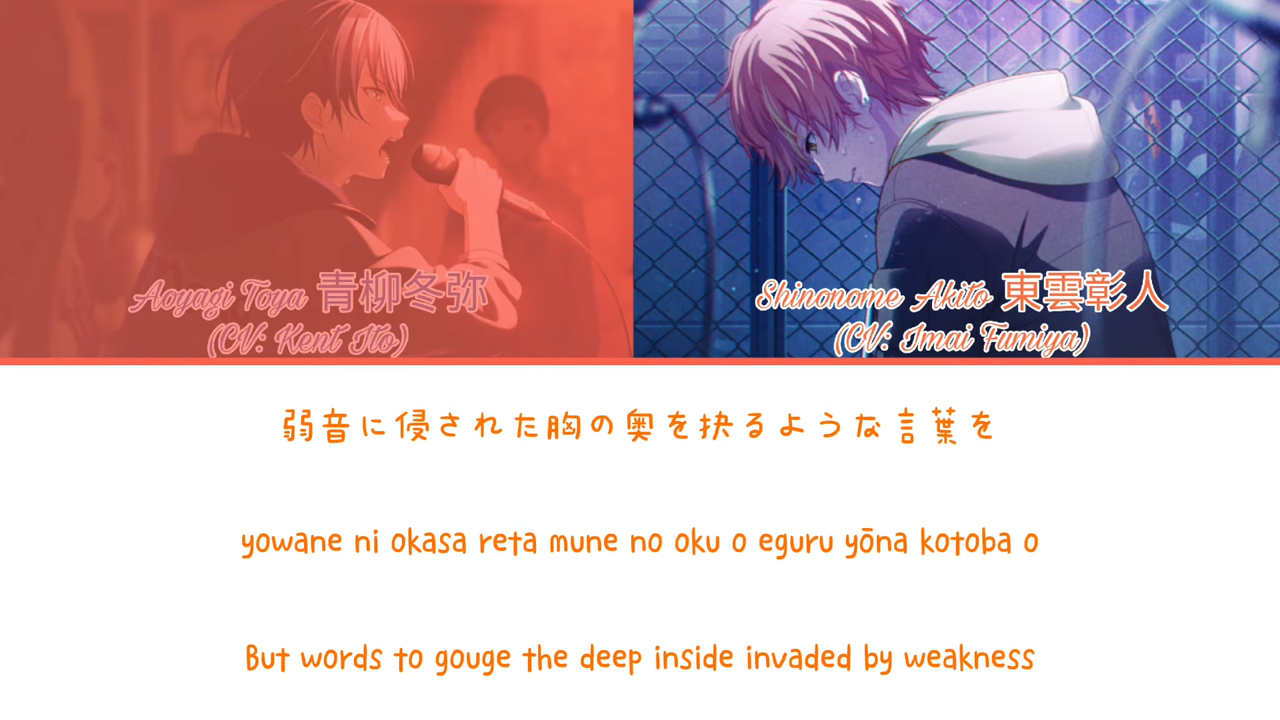 Aoyagi Toya 青柳冬弥
(CV: Kent Ito)
Shinonome Akito 東雲彰人
(CV: Imai Fumiya)
弱音に侵された胸の奥を抉るような言葉を
yowane ni okasa reta mune no oku o eguru yōna kotoba o
But words to gouge the deep inside invaded by weakness